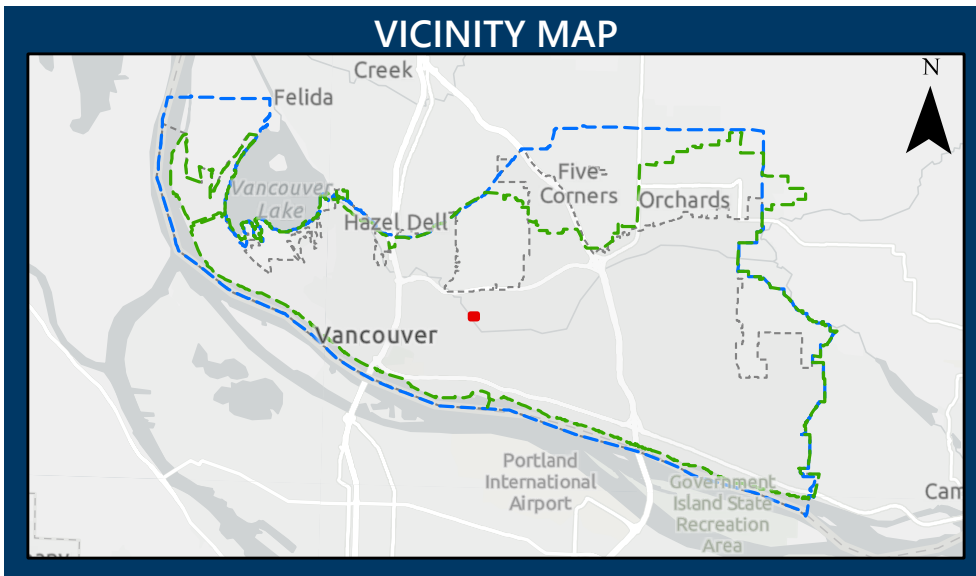 VICINITY MAP
N
Creek
Felida
Vancouver
Lake
Hazel Dell
Five
Corners
Orchards
Vancouver
Portland
International
Airport
Government
Island State
Recreation
Area
Cam